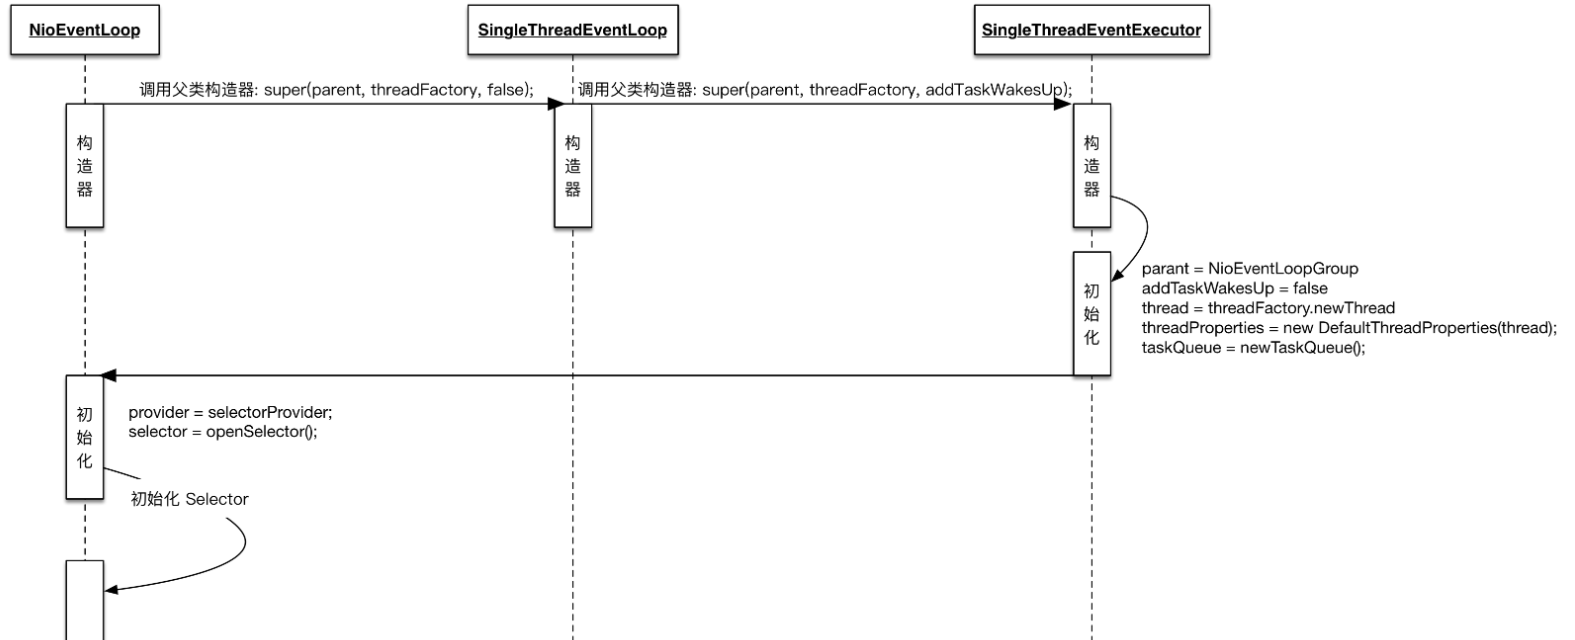 NioEventLoop
SingleThreadEventLoop
SingleThreadEventExecutor
调用父类构造器: super(parent, threadFactory, false);
调用父类构造器: super(parent, threadFactory, addTaskWakesUp);
构
造
器
构
造
器
构
造
器
初
始
化
parant = NioEventLoopGroup
addTaskWakesUp = false
thread = threadFactory.newThread
threadProperties = new DefaultThreadProperties(thread);
taskQueue = newTaskQueue();
初
始
化
provider = selectorProvider;
selector = openSelector();
初始化 Selector